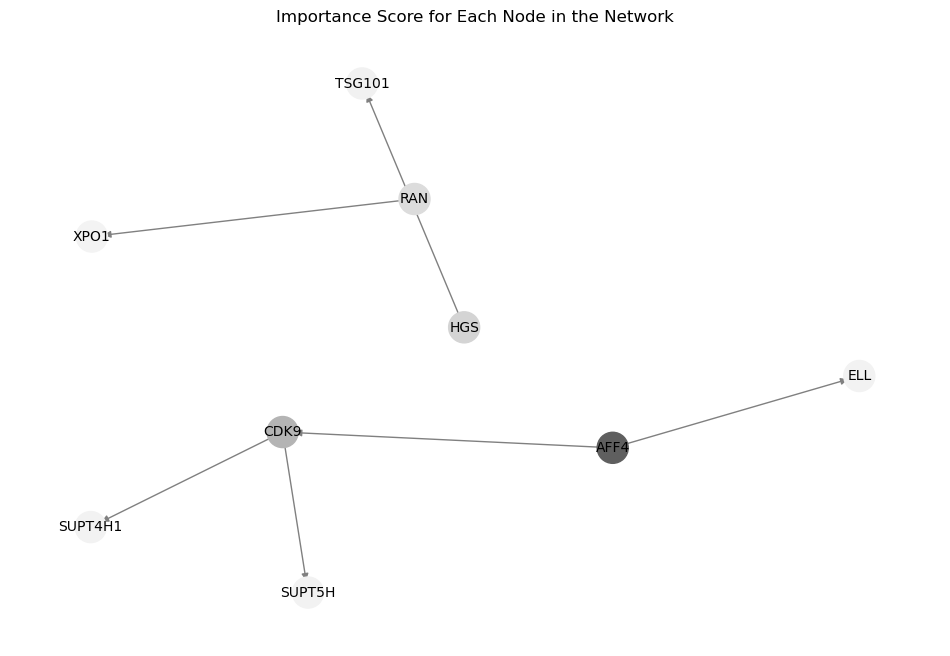 Importance Score for Each Node in the Network
TSG101
RAN
XPO1
HGS
ELL
CDK9
AFF4
SUPT4H1
SUPT5H